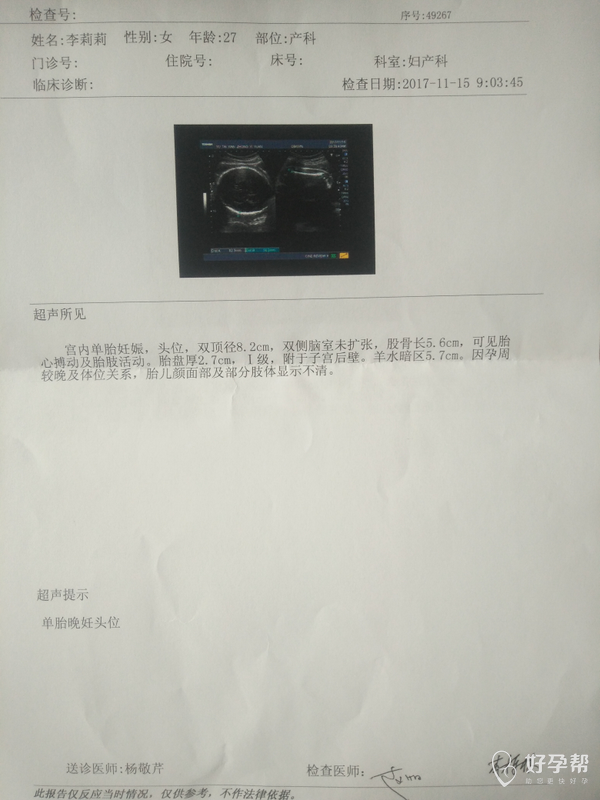 检查号:
序号:49267
姓名:李莉莉 性别:女 年龄:27 部位:产科
门诊号: 住院号: 床号: 科室:妇产科
临床诊断: 检查日期:2017-11-15 9:03:45
超声所见
宫内单胎妊娠，头位，双顶径8.2cm，双侧脑室未扩张，股骨长5.6cm，可见胎
心搏动及胎肢活动。胎盘厚2.7cm，I级，附于子宫后壁。羊水暗区5.7cm。因孕周
较晚及体位关系，胎儿颜面部及部分肢体显示不清。
超声提示
单胎晚妊头位
送诊医师:杨敬芹 检查医师:
好孕帮
帮您更快好孕
此报告仅反应当时情况，仅供参考，不作法律依据。